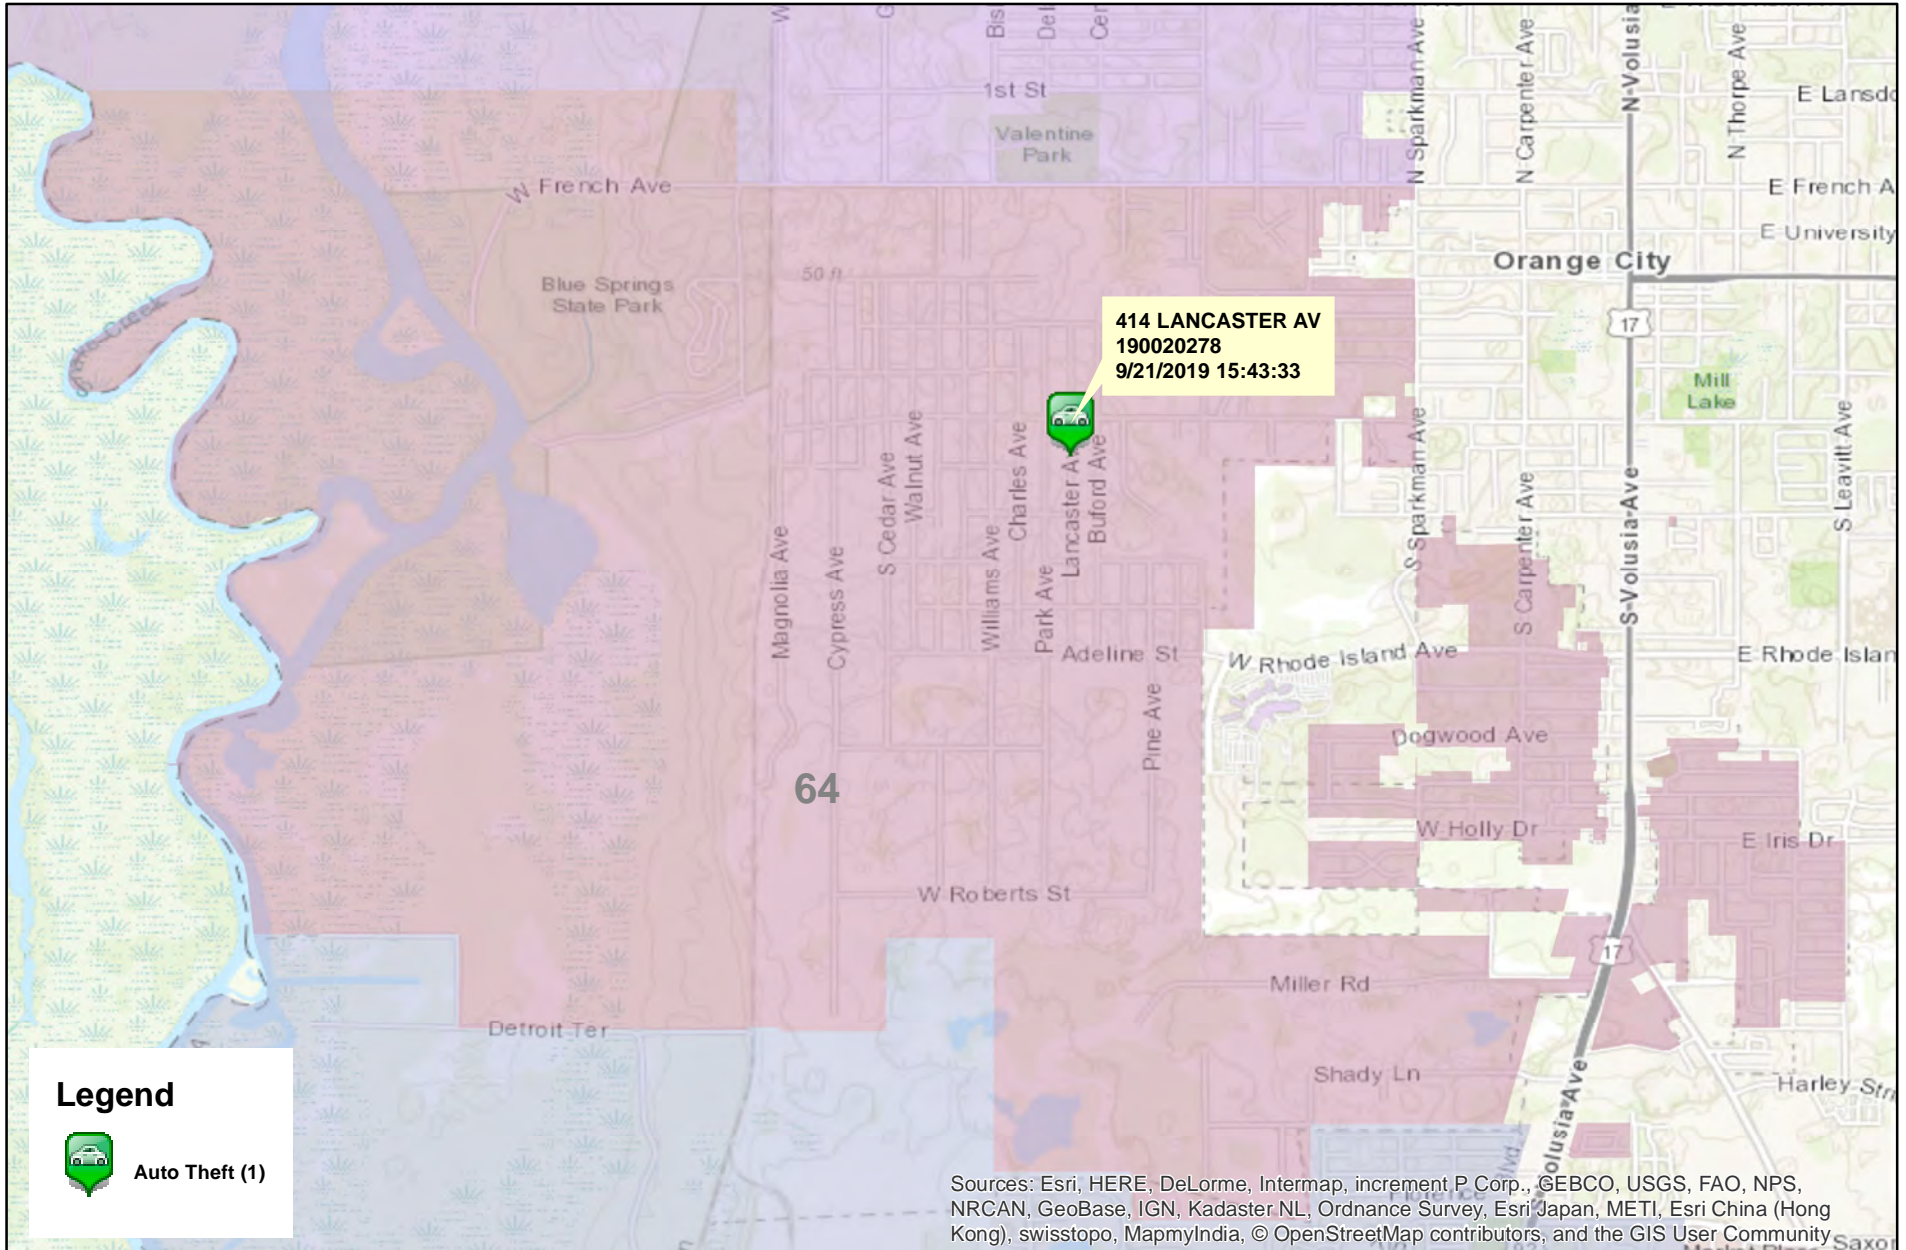 1st St
Valentine
Park
N Sparkman Ave
N Carpenter Ave
N Volusia
N Thorpe Ave
E Lansdo
W French Ave
E French A
E University
Orange City
50 ft
Blue Springs
State Park
Snake Creek
414 LANCASTER AV
190020278
9/21/2019 15:43:33
17
Mill
Lake
S Leavitt Ave
S Sparkman Ave
S Carpenter Ave
S Volusia Ave
Magnolia Ave
Cypress Ave
S Cedar Ave
Walnut Ave
Williams Ave
Charles Ave
Park Ave
Lancaster A
Buford Ave
Adeline St
Pine Ave
W Rhode Island Ave
E Rhode Islan
Dogwood Ave
64
W Holly Dr
E Iris Dr
W Roberts St
17
Miller Rd
Detroit Ter
Shady Ln
Harley Str
Volusia Ave
Blvd
Florence
Saxon
Legend
Auto Theft (1)
Sources: Esri, HERE, DeLorme, Intermap, increment P Corp., GEBCO, USGS, FAO, NPS,
NRCAN, GeoBase, IGN, Kadaster NL, Ordnance Survey, Esri Japan, METI, Esri China (Hong
Kong), swisstopo, MapmyIndia, © OpenStreetMap contributors, and the GIS User Community